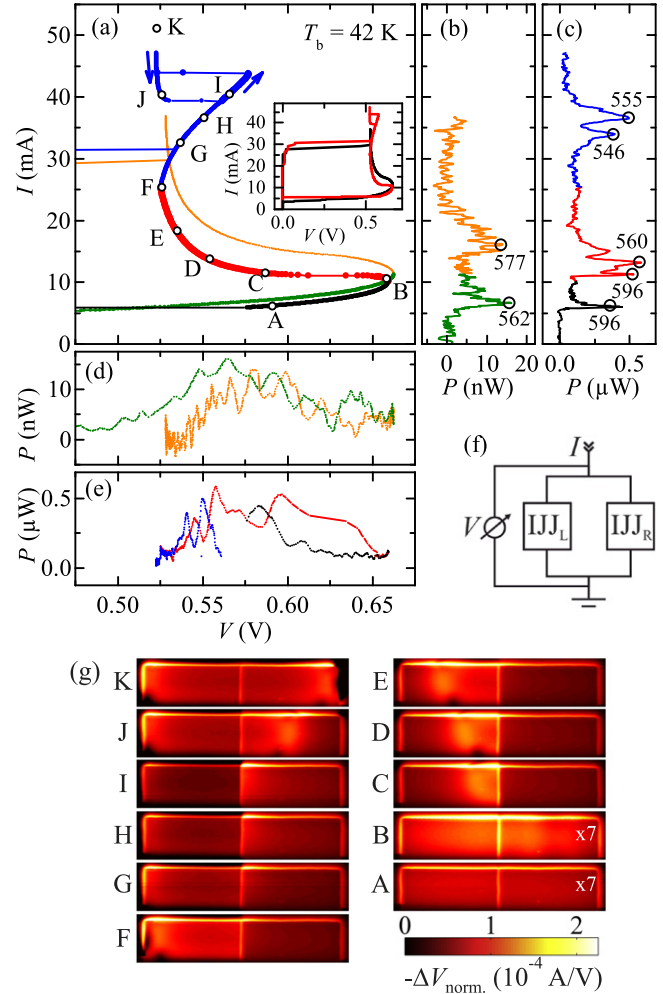 (a)
K
T_b = 42 K
(b)
(c)
50
40
30
20
10
0
I (mA)
J
I
H
G
F
E
D
C
B
A
40
30
20
10
0
I (mA)
0.0
0.5
V (V)
577
562
0
10
20
P (nW)
555
546
560
596
596
0.0
0.5
P (µW)
(d)
10
0
P (nW)
(e)
0.5
0.0
P (µW)
0.50
0.55
0.60
0.65
V (V)
(f)
I
V
IJJ_L
IJJ_R
(g)
K
J
I
H
G
F
E
D
C
B
x7
A
x7
0
1
2
-ΔV_norm. (10^-4 A/V)